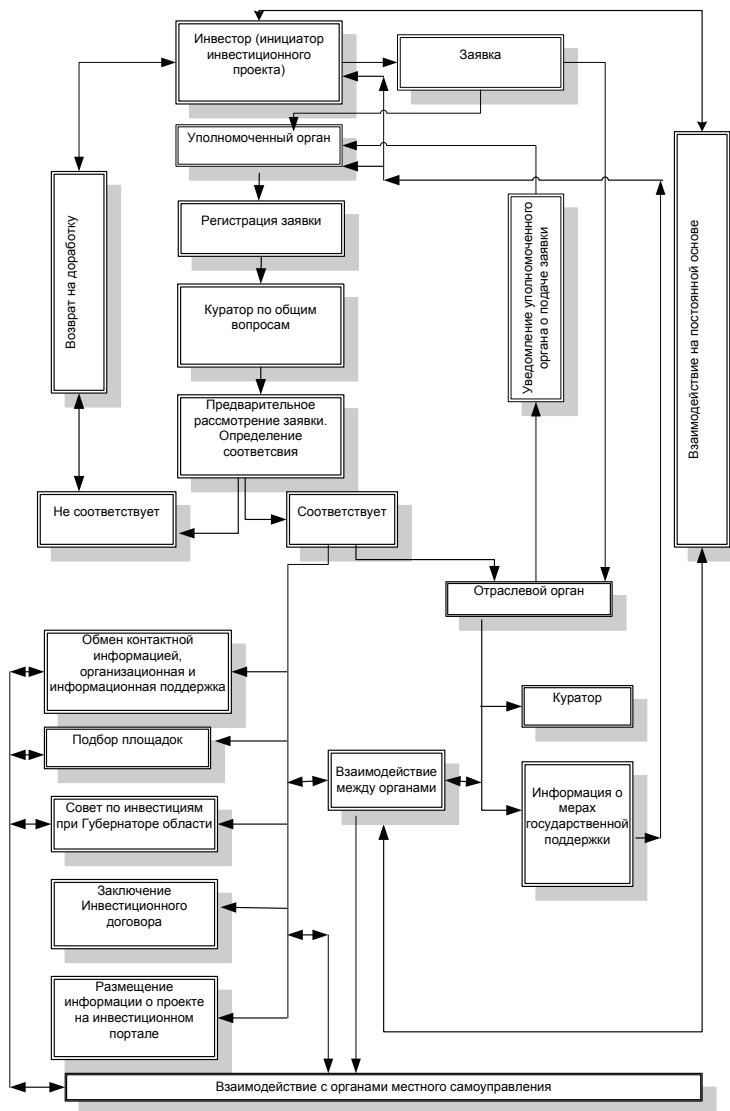 Инвестор (инициатор
инвестиционного
проекта)
Заявка
Уполномоченный орган
Регистрация заявки
Куратор по общим
вопросам
Предварительное
рассмотрение заявки.
Определение
соответсвия
Возврат на доработку
Уведомление уполномоченного
органа о подаче заявки
Взаимодействие на постоянной основе
Не соответствует
Соответствует
Отраслевой орган
Обмен контактной
информацией,
организационная и
информационная поддержка
Куратор
Подбор площадок
Взаимодействие
между органами
Информация о
мерах
государственной
поддержки
Совет по инвестициям
при Губернаторе области
Заключение
Инвестиционного
договора
Размещение
информации о проекте
на инвестиционном
портале
Взаимодействие с органами местного самоуправления